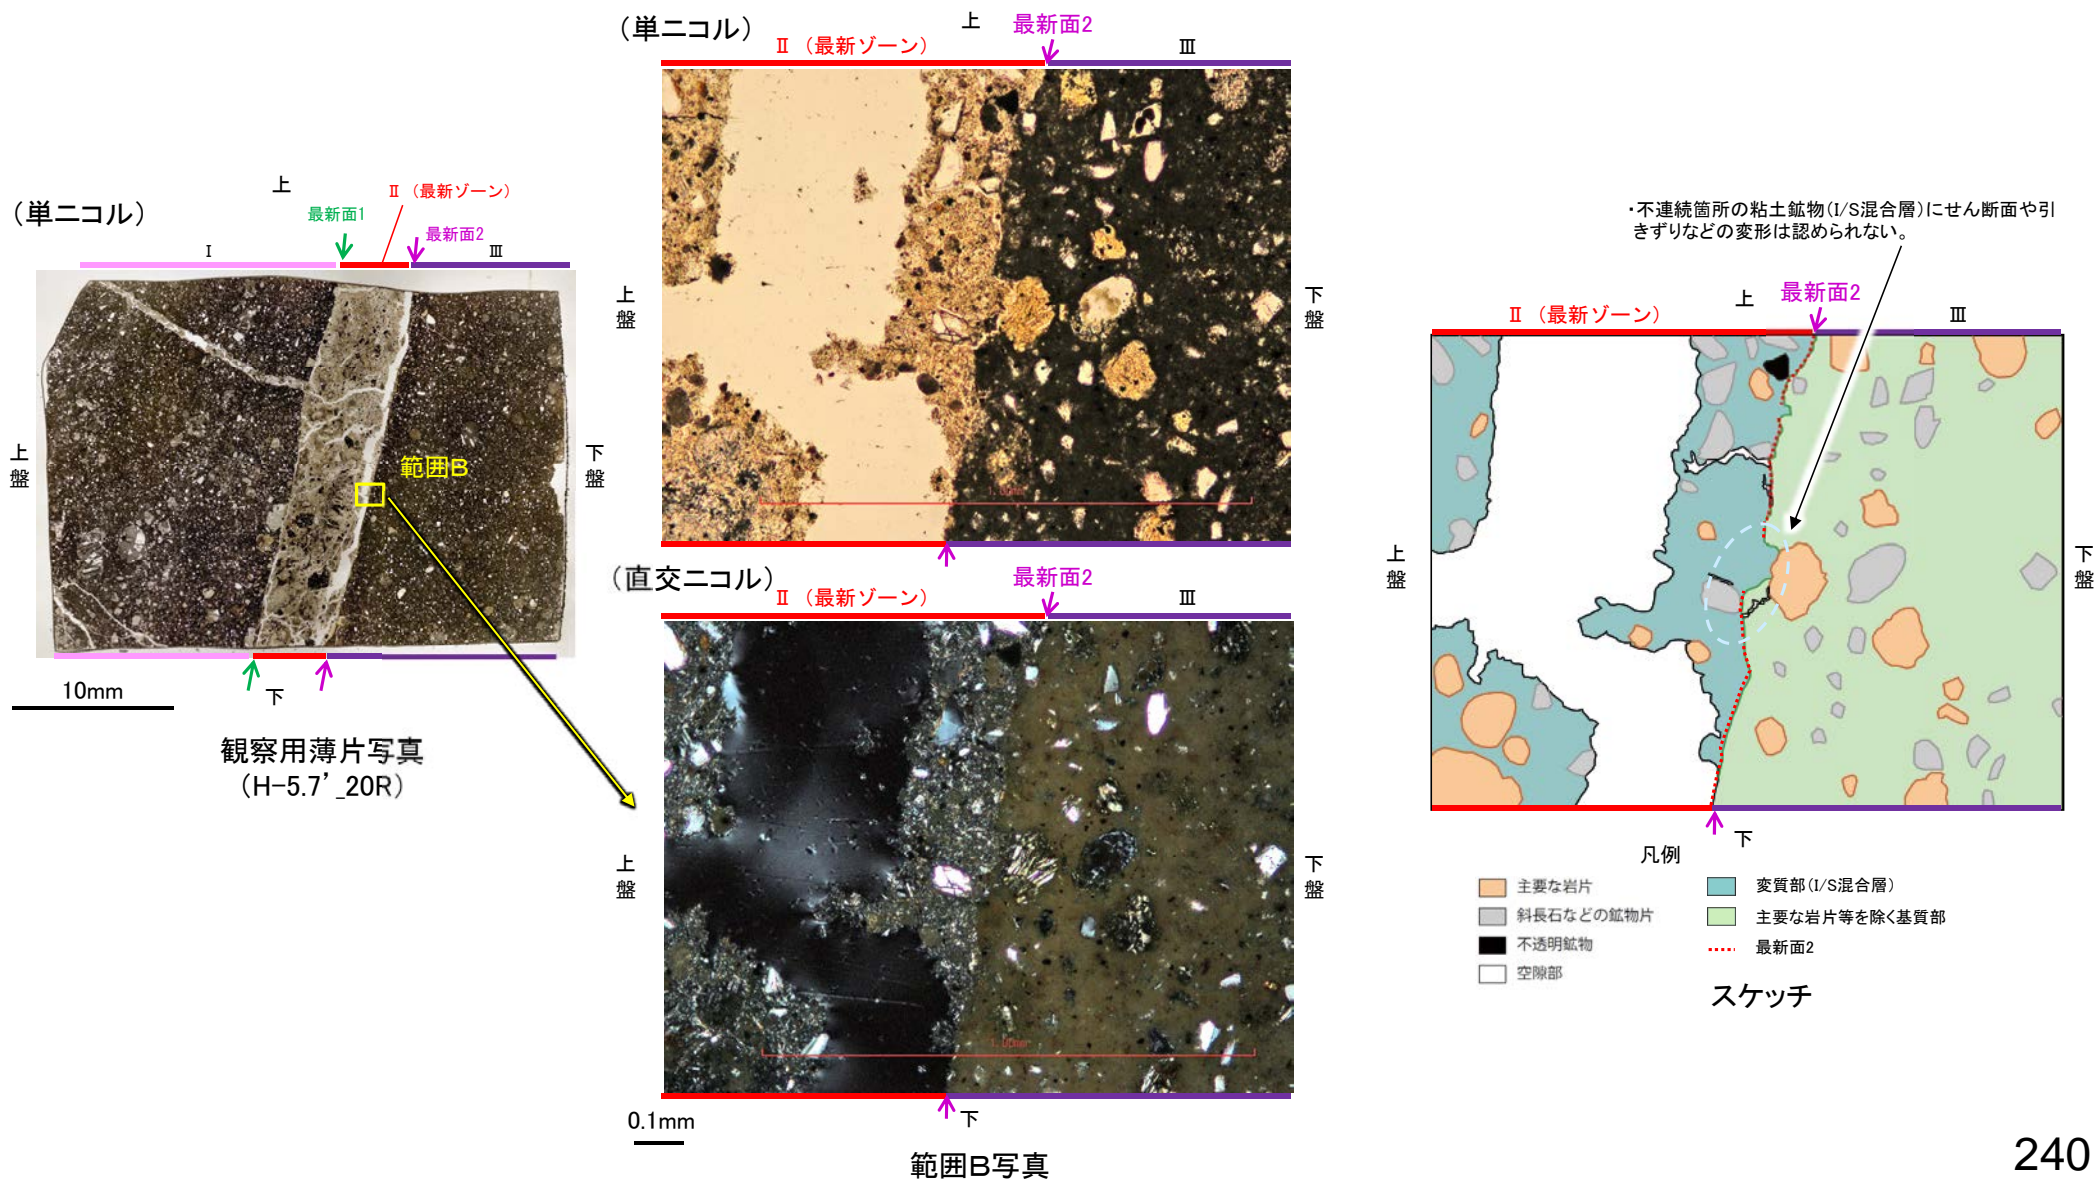 (単ニコル)
上
Ⅱ (最新ゾーン)
最新面1
最新面2
Ⅰ
Ⅲ
上盤
下盤
範囲B
下
10mm
観察用薄片写真
(H-5.7’_20R)
(単ニコル)
上
最新面2
Ⅱ (最新ゾーン)
Ⅲ
上盤
下盤
1.00mm
(直交ニコル)
最新面2
Ⅱ (最新ゾーン)
Ⅲ
上盤
下盤
1.00mm
下
0.1mm
範囲B写真
・不連続箇所の粘土鉱物(I/S混合層)にせん断面や引
きずりなどの変形は認められない。
上
最新面2
Ⅱ (最新ゾーン)
Ⅲ
上盤
下盤
下
凡例
主要な岩片
斜長石などの鉱物片
不透明鉱物
空隙部
変質部(I/S混合層)
主要な岩片等を除く基質部
最新面2
スケッチ
240